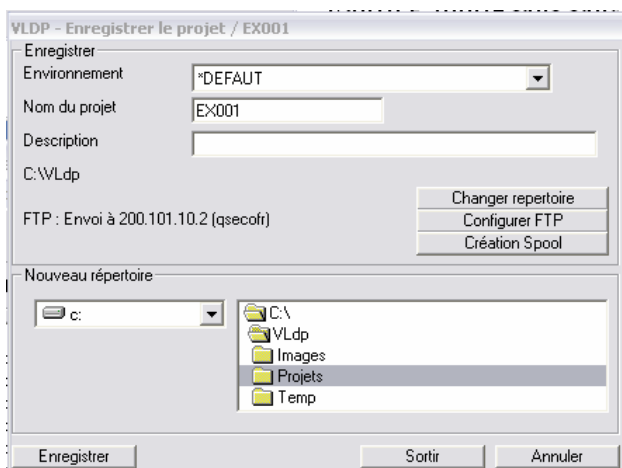 VLDP - Enregistrer le projet / EX001
Enregistrer
Environnement
*DEFAUT
Nom du projet
EX001
Description
C:\VLdp
Changer repertoire
FTP : Envoi à 200.101.10.2 (qsecofr)
Configurer FTP
Création Spool
Nouveau répertoire
c:
C:\
VLdp
Images
Projets
Temp
Enregistrer
Sortir
Annuler